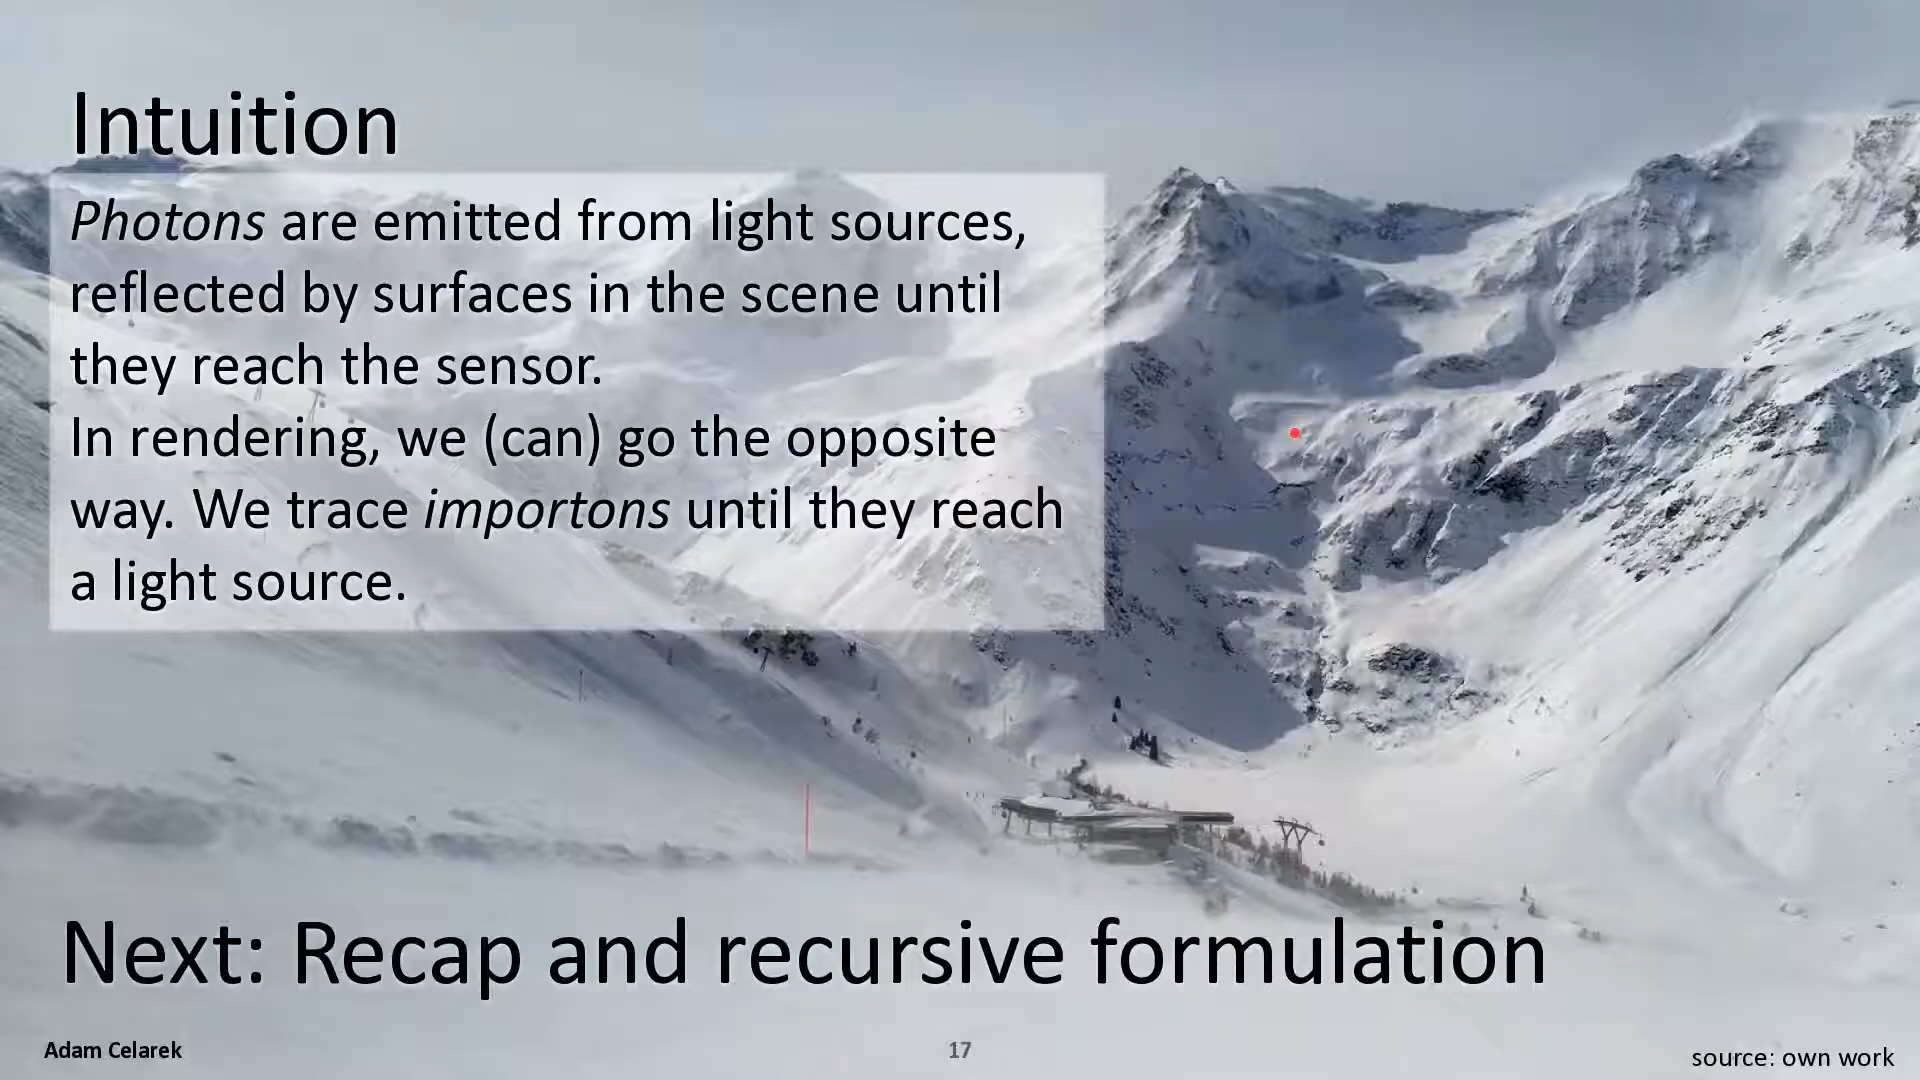 Intuition
Photons are emitted from light sources,
reflected by surfaces in the scene until
they reach the sensor.
In rendering, we (can) go the opposite
way. We trace importons until they reach
a light source.
Next: Recap and recursive formulation
Adam Celarek
17
source: own work